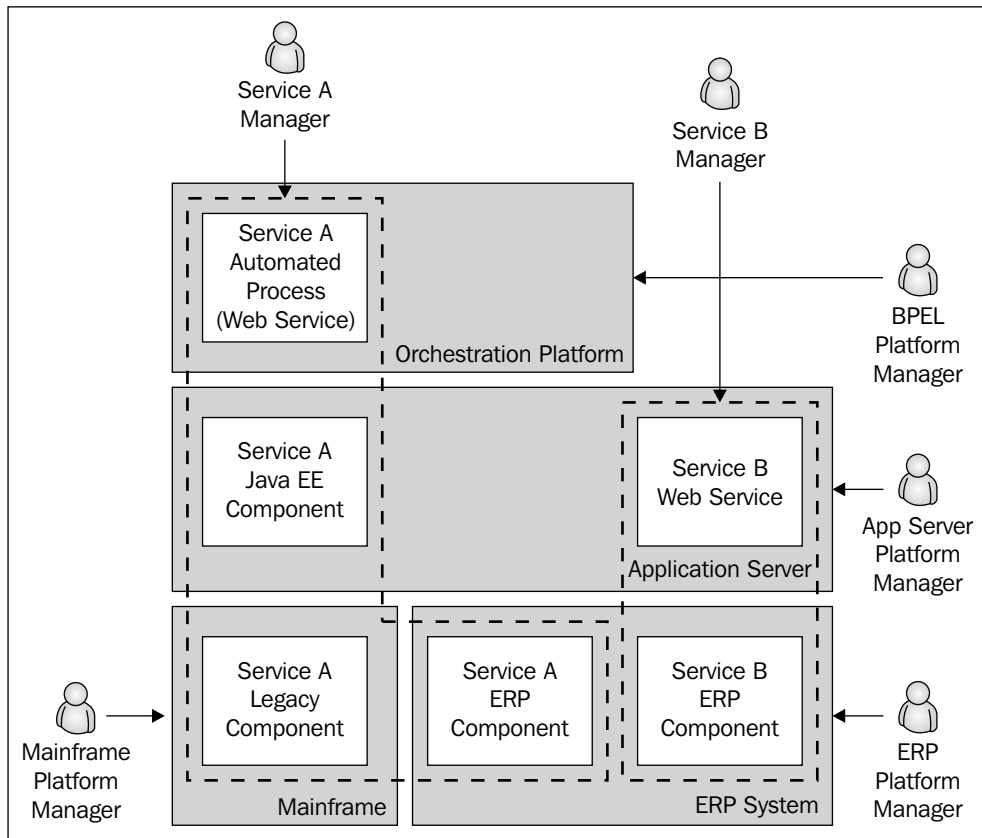 Service A
Manager
Service B
Manager
Service A
Automated
Process
(Web Service)
Orchestration Platform
BPEL
Platform
Manager
Service A
Java EE
Component
Service B
Web Service
Application Server
App Server
Platform
Manager
Service A
Legacy
Component
Service A
ERP
Component
Service B
ERP
Component
Mainframe
Platform
Manager
ERP
Platform
Manager
Mainframe
ERP System